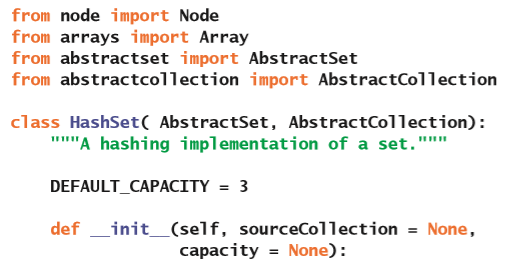 from node import Node
from arrays import Array
from abstractset import AbstractSet
from abstractcollection import AbstractCollection
class HashSet( AbstractSet, AbstractCollection):
"""A hashing implementation of a set."""
DEFAULT_CAPACITY = 3
def __init__(self, sourceCollection = None,
capacity = None):